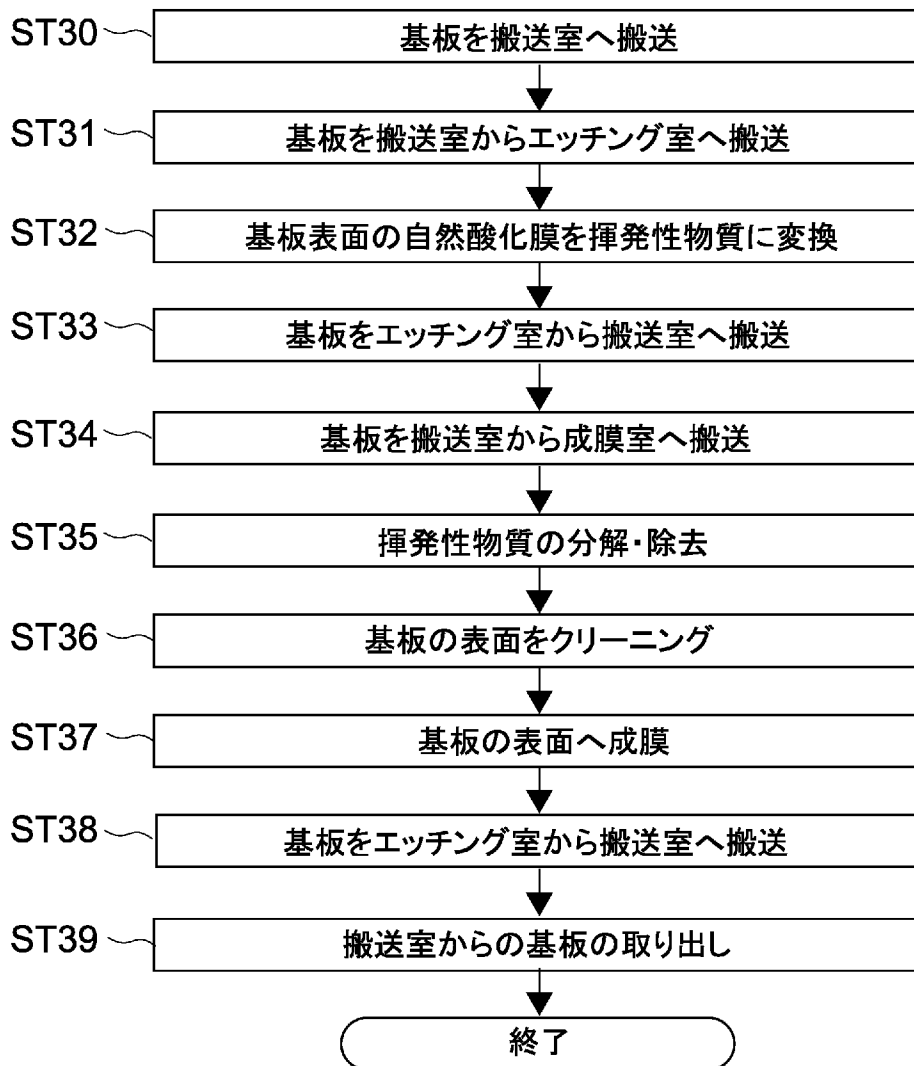 ST30 基板を搬送室へ搬送
ST31 基板を搬送室からエッチング室へ搬送
ST32 基板表面の自然酸化膜を揮発性物質に変換
ST33 基板をエッチング室から搬送室へ搬送
ST34 基板を搬送室から成膜室へ搬送
ST35 揮発性物質の分解・除去
ST36 基板の表面をクリーニング
ST37 基板の表面へ成膜
ST38 基板をエッチング室から搬送室へ搬送
ST39 搬送室からの基板の取り出し
終了